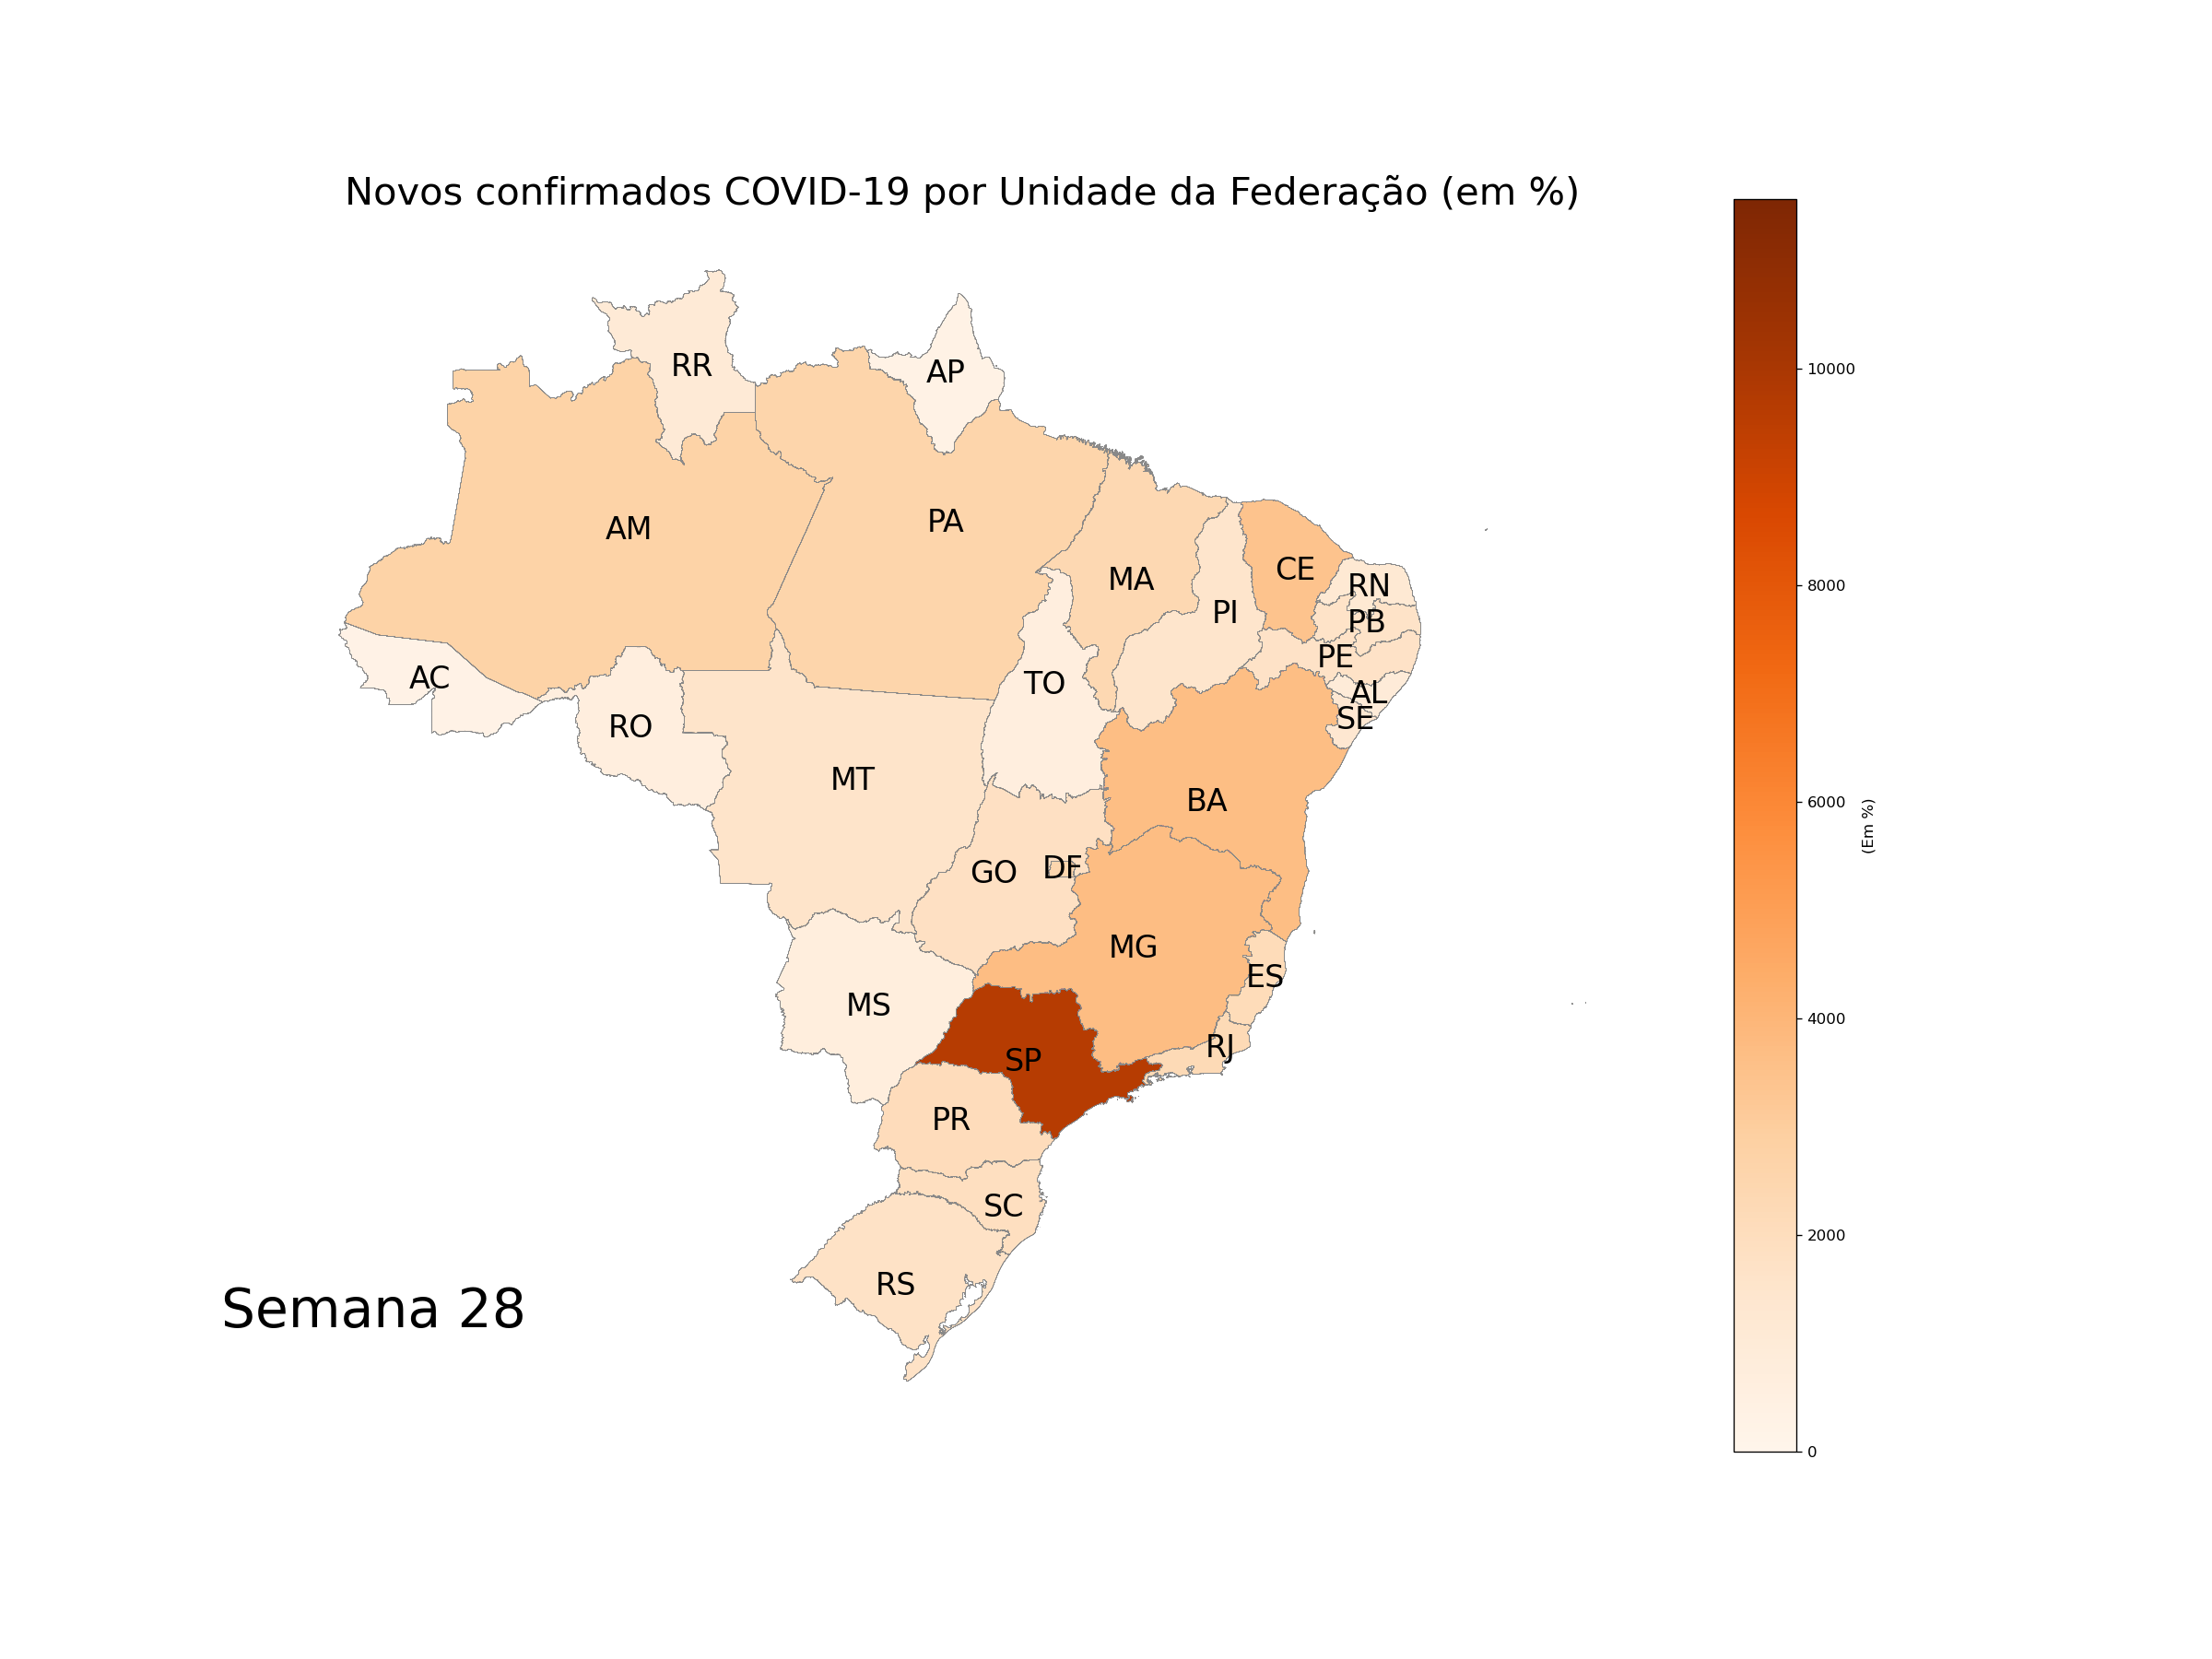 Novos confirmados COVID-19 por Unidade da Federação (em %)
RR
AP
10000
AM
PA
MA
CE
RN
PI
PB
PE
8000
AC
TO
AL
SE
RO
MT
BA
6000
(Em %)
GO
DF
MG
ES
MS
RJ
SP
4000
PR
SC
2000
RS
Semana 28
0